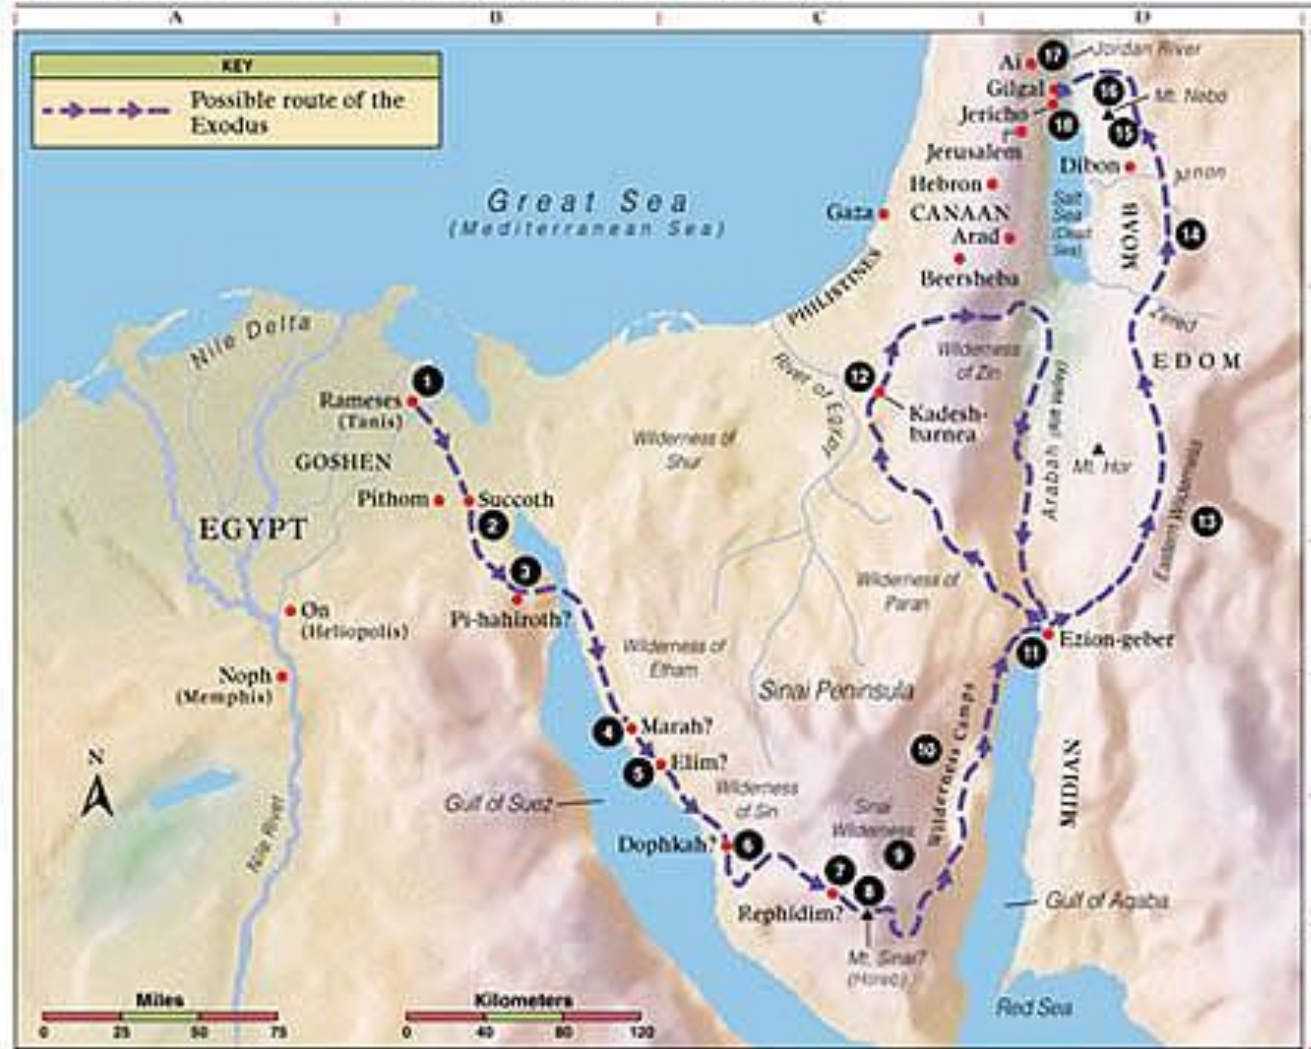 A
B
C
D
KEY
Possible route of the
Exodus
Great Sea
(Mediterranean Sea)
Nile Delta
Rameses
(Tanis)
GOSHEN
Pithom
Succoth
EGYPT
On
(Heliopolis)
Noph
(Memphis)
Nile River
N
Pi-hahiroth?
Wilderness of
Shur
Wilderness of
Etham
Marah?
Elim?
Gulf of Suez
Wilderness
of Sin
Dophkah?
Rephidim?
Mt. Sinai?
(Horeb)
Sinai
Wilderness
Sinai Peninsula
Wilderness of
Paran
Wilderness Camps
Ezion-geber
MIDIAN
Gulf of Aqaba
Red Sea
River of Egypt
Kadesh-
barnea
Wilderness
of Zin
Arabah (Rift Valley)
Mt. Hor
Eastern Wilderness
EDOM
Zered
MOAB
Arnon
Dibon
Mt. Nebo
Jordan River
Ai
Gilgal
Jericho
Jerusalem
Hebron
CANAAN
Gaza
Arad
Beersheba
PHILISTINES
Salt
Sea
(Dead
Sea)
1
2
3
4
5
6
7
8
9
10
11
12
13
14
15
16
17
18
Miles
0 25 50 75
Kilometers
0 40 80 120